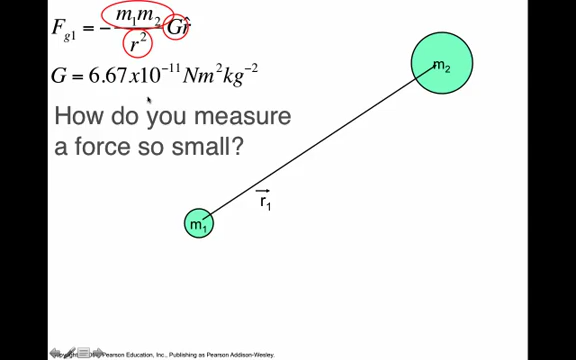 F_g1 = − m₁m₂ / r² G r̂
G = 6.67x10⁻¹¹ Nm²kg⁻²
How do you measure
a force so small?
m₂
r₁
m₁
Education, Inc., Publishing as Pearson Addison-Wesley.